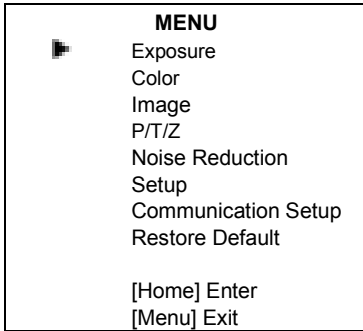 MENU
Exposure
Color
Image
P/T/Z
Noise Reduction
Setup
Communication Setup
Restore Default
[Home] Enter
[Menu] Exit